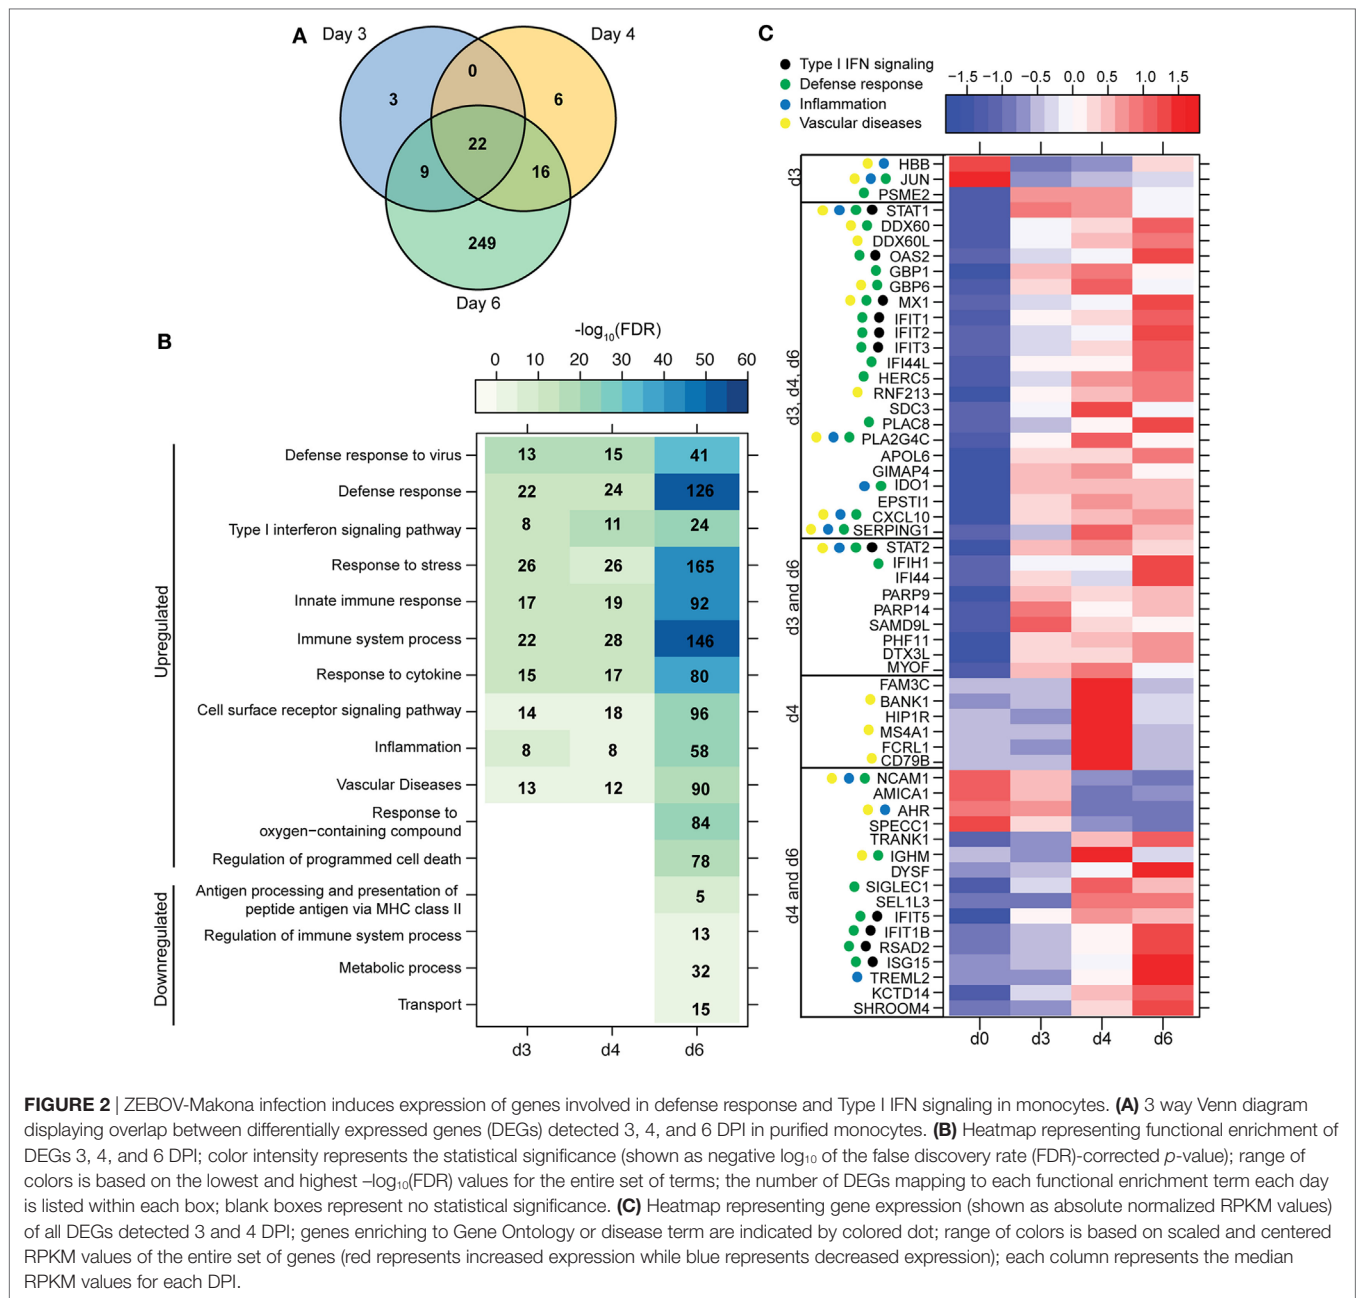 A
Day 3
Day 4
0
3
6
22
9
16
249
Day 6
B
-log10(FDR)
0 10 20 30 40 50 60
Upregulated
Defense response to virus 13 15 41
Defense response 22 24 126
Type I interferon signaling pathway 8 11 24
Response to stress 26 26 165
Innate immune response 17 19 92
Immune system process 22 28 146
Response to cytokine 15 17 80
Cell surface receptor signaling pathway 14 18 96
Inflammation 8 8 58
Vascular Diseases 13 12 90
Response to
oxygen−containing compound 84
Regulation of programmed cell death 78
Downregulated
Antigen processing and presentation of
peptide antigen via MHC class II 5
Regulation of immune system process 13
Metabolic process 32
Transport 15
d3 d4 d6
C
Type I IFN signaling
Defense response
Inflammation
Vascular diseases
−1.5 −1.0 −0.5 0.0 0.5 1.0 1.5
d3
HBB
JUN
PSME2
d3, d4, d6
STAT1
DDX60
DDX60L
OAS2
GBP1
GBP6
MX1
IFIT1
IFIT2
IFIT3
IFI44L
HERC5
RNF213
SDC3
PLAC8
PLA2G4C
APOL6
GIMAP4
IDO1
EPSTI1
CXCL10
SERPING1
d3 and d6
STAT2
IFIH1
IFI44
PARP9
PARP14
SAMD9L
PHF11
DTX3L
MYOF
d4
FAM3C
BANK1
HIP1R
MS4A1
FCRL1
CD79B
d4 and d6
NCAM1
AMICA1
AHR
SPECC1
TRANK1
IGHM
DYSF
SIGLEC1
SEL1L3
IFIT5
IFIT1B
RSAD2
ISG15
TREML2
KCTD14
SHROOM4
d0 d3 d4 d6
FIGURE 2 | ZEBOV-Makona infection induces expression of genes involved in defense response and Type I IFN signaling in monocytes. (A) 3 way Venn diagram
displaying overlap between differentially expressed genes (DEGs) detected 3, 4, and 6 DPI in purified monocytes. (B) Heatmap representing functional enrichment of
DEGs 3, 4, and 6 DPI; color intensity represents the statistical significance (shown as negative log10 of the false discovery rate (FDR)-corrected p-value); range of
colors is based on the lowest and highest –log10(FDR) values for the entire set of terms; the number of DEGs mapping to each functional enrichment term each day
is listed within each box; blank boxes represent no statistical significance. (C) Heatmap representing gene expression (shown as absolute normalized RPKM values)
of all DEGs detected 3 and 4 DPI; genes enriching to Gene Ontology or disease term are indicated by colored dot; range of colors is based on scaled and centered
RPKM values of the entire set of genes (red represents increased expression while blue represents decreased expression); each column represents the median
RPKM values for each DPI.